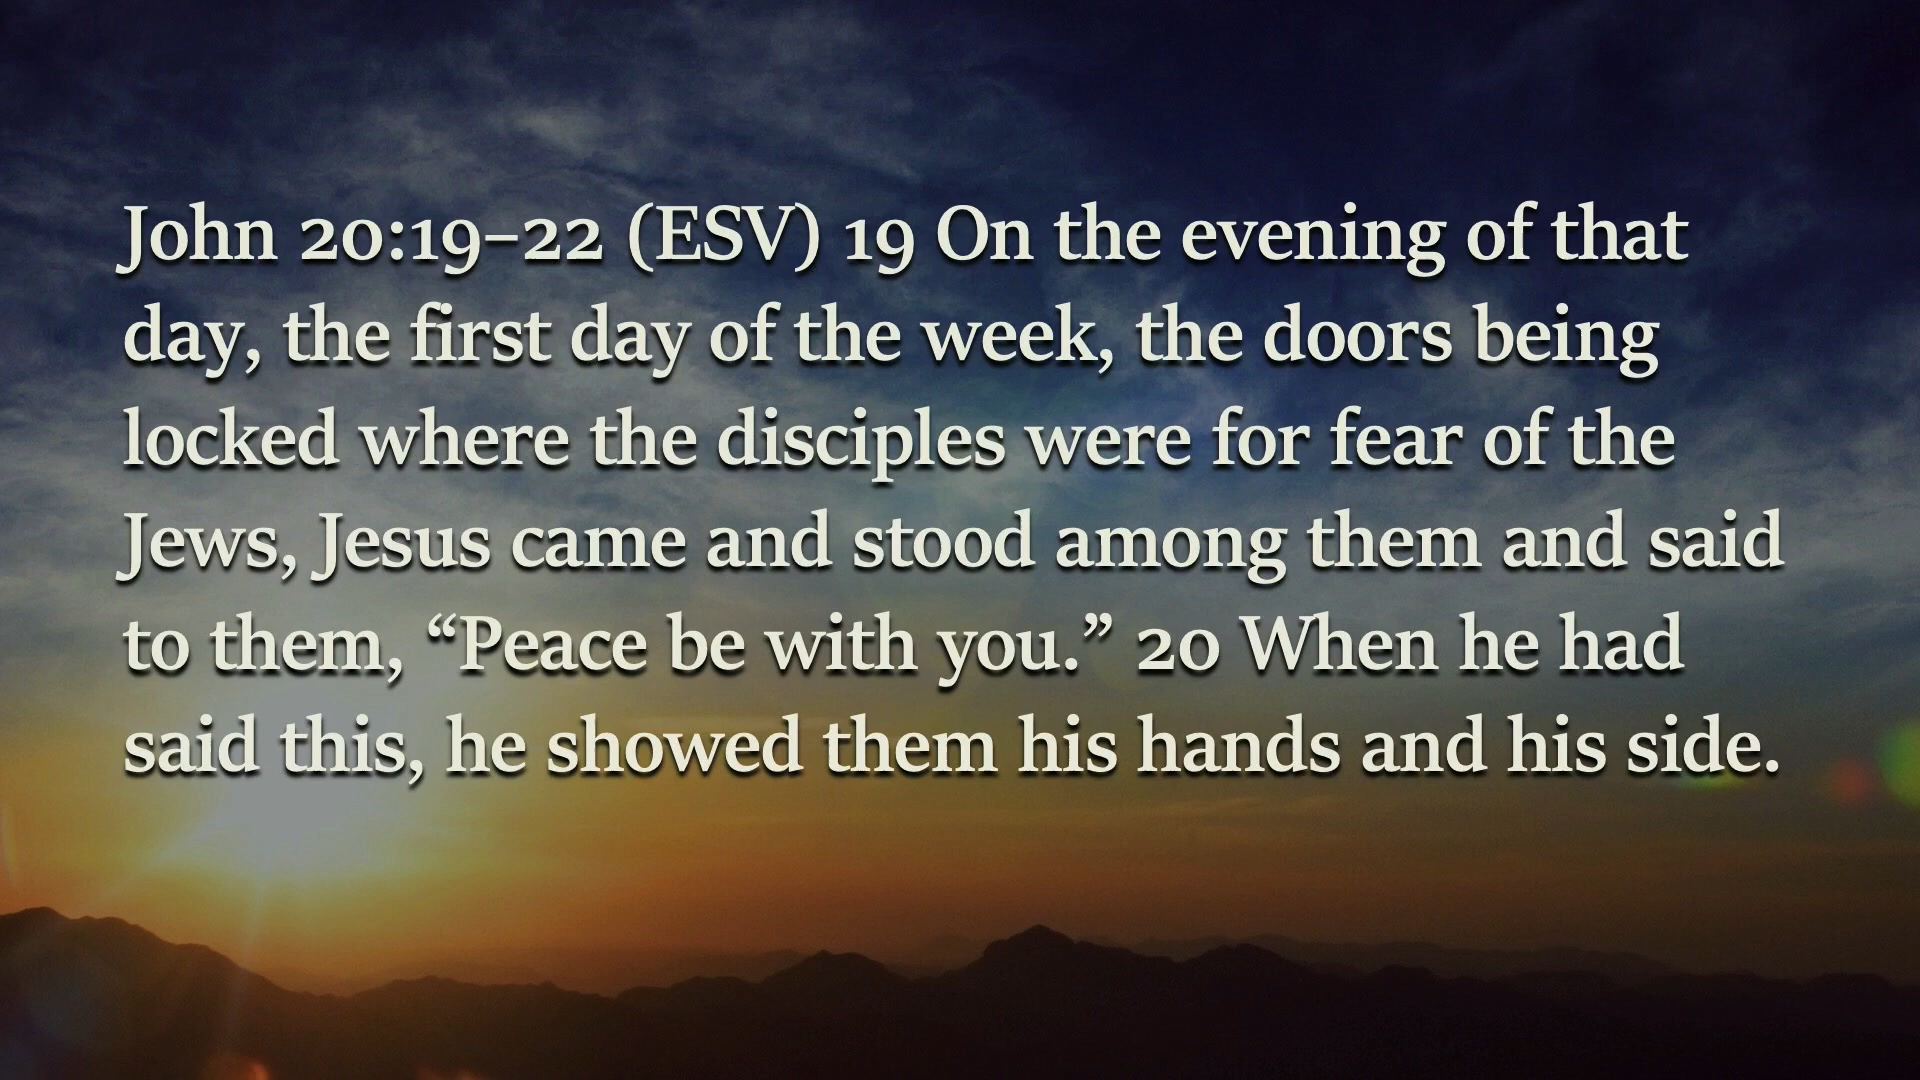 John 20:19–22 (ESV) 19 On the evening of that
day, the first day of the week, the doors being
locked where the disciples were for fear of the
Jews, Jesus came and stood among them and said
to them, “Peace be with you.” 20 When he had
said this, he showed them his hands and his side.